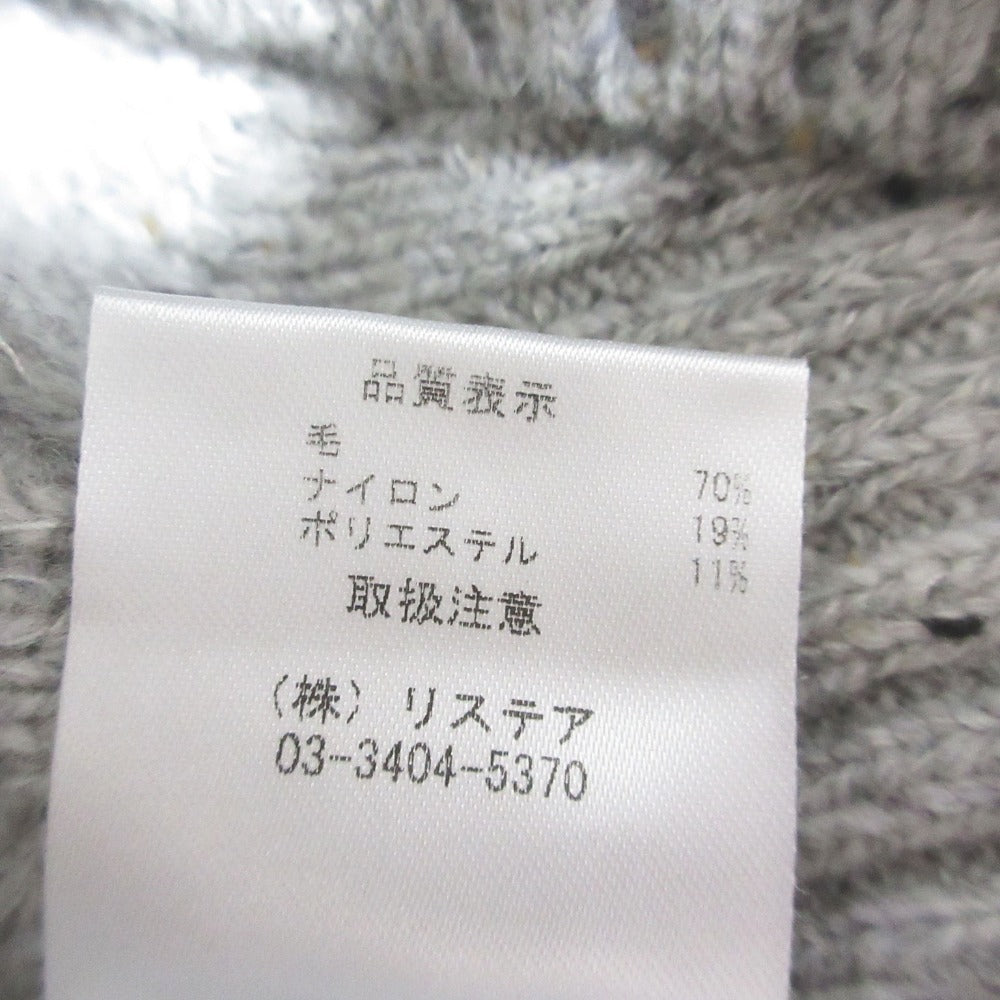 品質表示
毛 70%
ナイロン 19%
ポリエステル 11%
取扱注意
（株）リステア
03-3404-5370